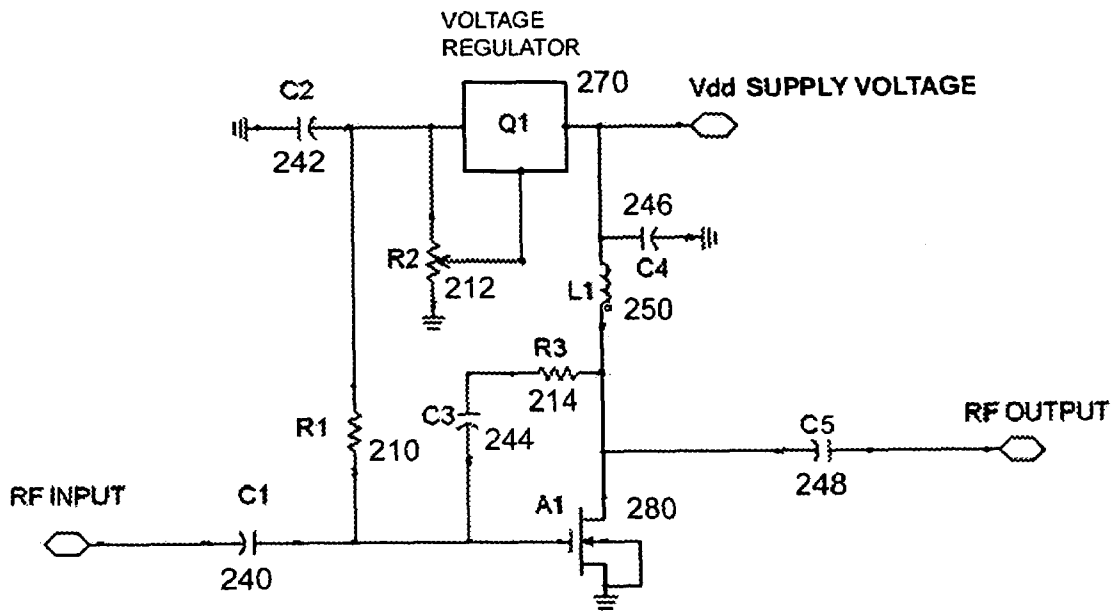 VOLTAGE
REGULATOR
270
Vdd SUPPLY VOLTAGE
C2
Q1
242
246
R2
C4
212
L1
250
R3
214
C3
244
R1
210
C5
RF OUTPUT
248
RF INPUT
C1
A1
280
240